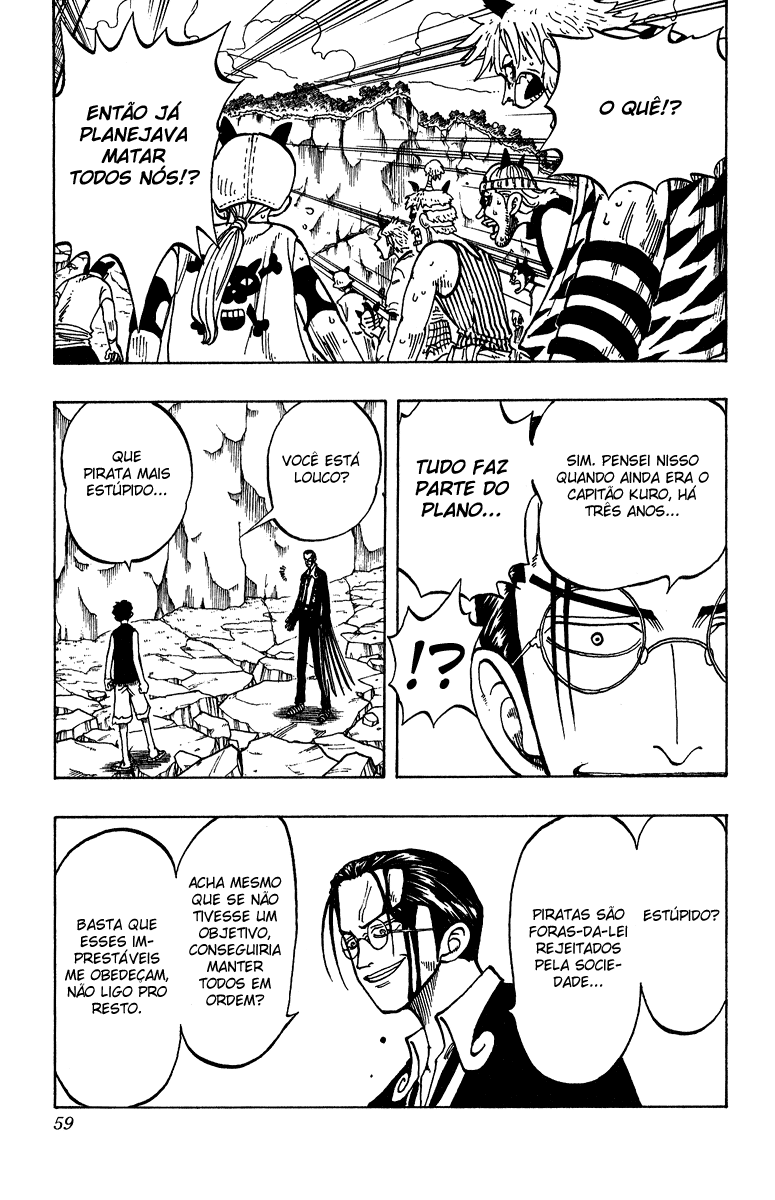 O QUÊ!?
ENTÃO JÁ
PLANEJAVA
MATAR
TODOS NÓS!?
SIM. PENSEI NISSO
QUANDO AINDA ERA O
CAPITÃO KURO, HÁ
TRÊS ANOS...
TUDO FAZ
PARTE DO
PLANO...
!?
VOCÊ ESTÁ
LOUCO?
QUE
PIRATA MAIS
ESTÚPIDO...
ESTÚPIDO?
PIRATAS SÃO
FORAS-DA-LEI
REJEITADOS
PELA SOCIE-
DADE...
ACHA MESMO
QUE SE NÃO
TIVESSE UM
OBJETIVO,
CONSEGUIRIA
MANTER
TODOS EM
ORDEM?
BASTA QUE
ESSES IM-
PRESTÁVEIS
ME OBEDEÇAM,
NÃO LIGO PRO
RESTO.
59